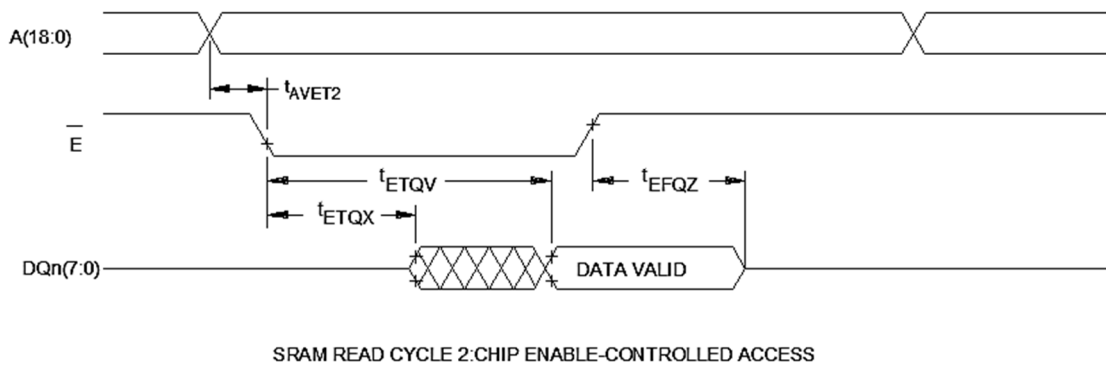 A(18:0)
tAVET2
E
tETQV
tEFQZ
tETQX
DQn(7:0)
DATA VALID
SRAM READ CYCLE 2:CHIP ENABLE-CONTROLLED ACCESS